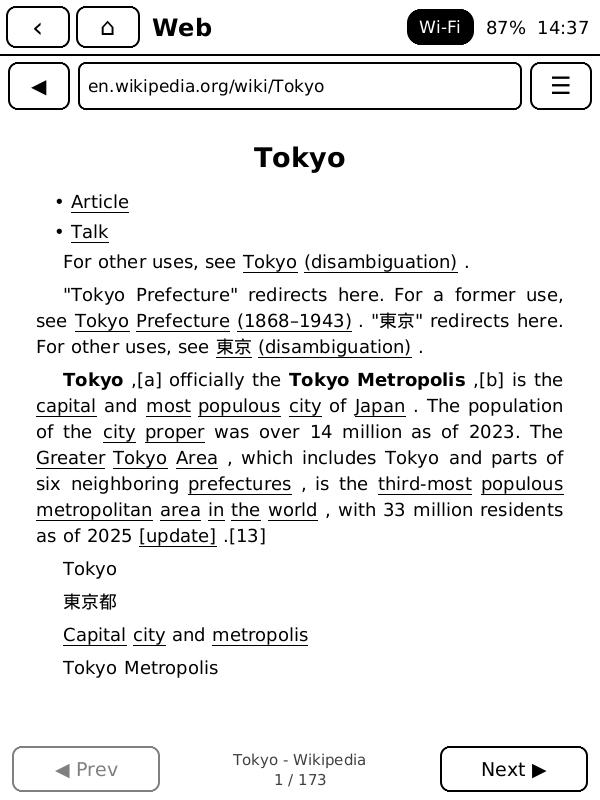 ‹ ⌂ Web Wi-Fi 87% 14:37
◀ en.wikipedia.org/wiki/Tokyo ☰
Tokyo
• Article
• Talk
For other uses, see Tokyo (disambiguation) .
"Tokyo Prefecture" redirects here. For a former use,
see Tokyo Prefecture (1868–1943) . "東京" redirects here.
For other uses, see 東京 (disambiguation) .
Tokyo ,[a] officially the Tokyo Metropolis ,[b] is the
capital and most populous city of Japan . The population
of the city proper was over 14 million as of 2023. The
Greater Tokyo Area , which includes Tokyo and parts of
six neighboring prefectures , is the third-most populous
metropolitan area in the world , with 33 million residents
as of 2025 [update] .[13]
Tokyo
東京都
Capital city and metropolis
Tokyo Metropolis
◀ Prev Tokyo - Wikipedia Next ▶
1 / 173